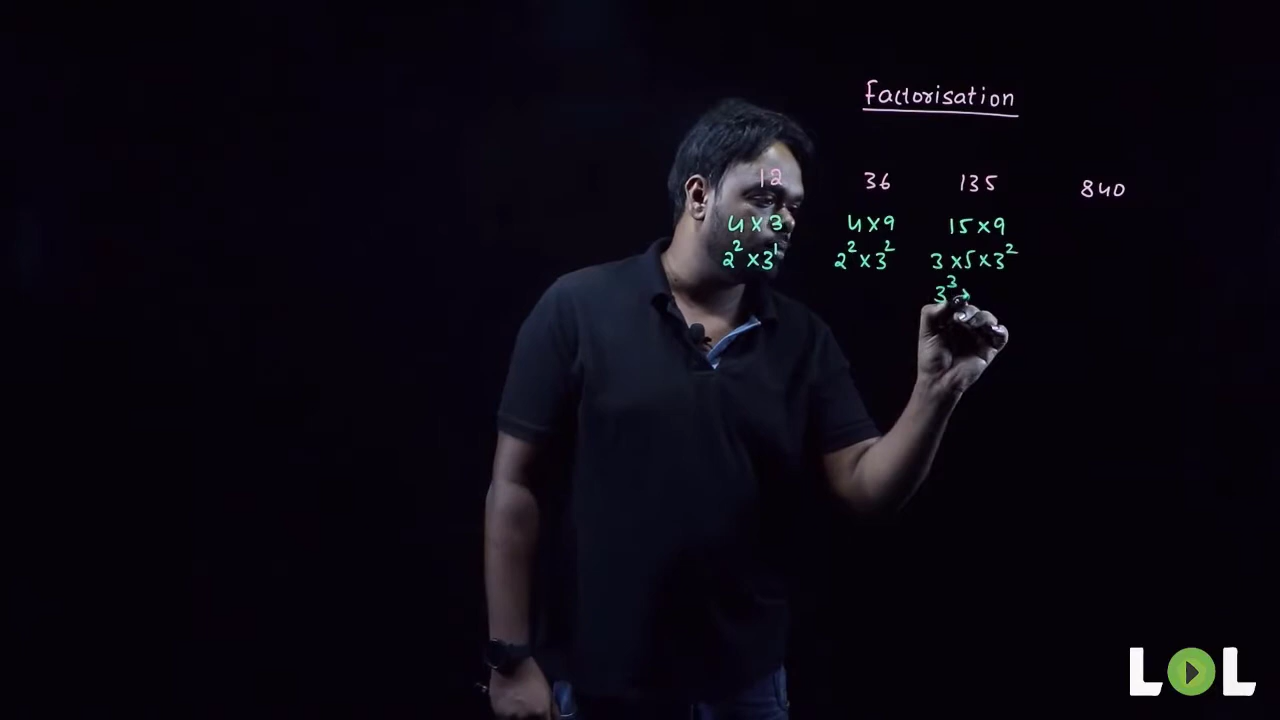 Factorisation
12 36 135 840
4 x 3 4 x 9 15 x 9
2² x 3¹ 2² x 3² 3 x 5 x 3²
3³
LOL